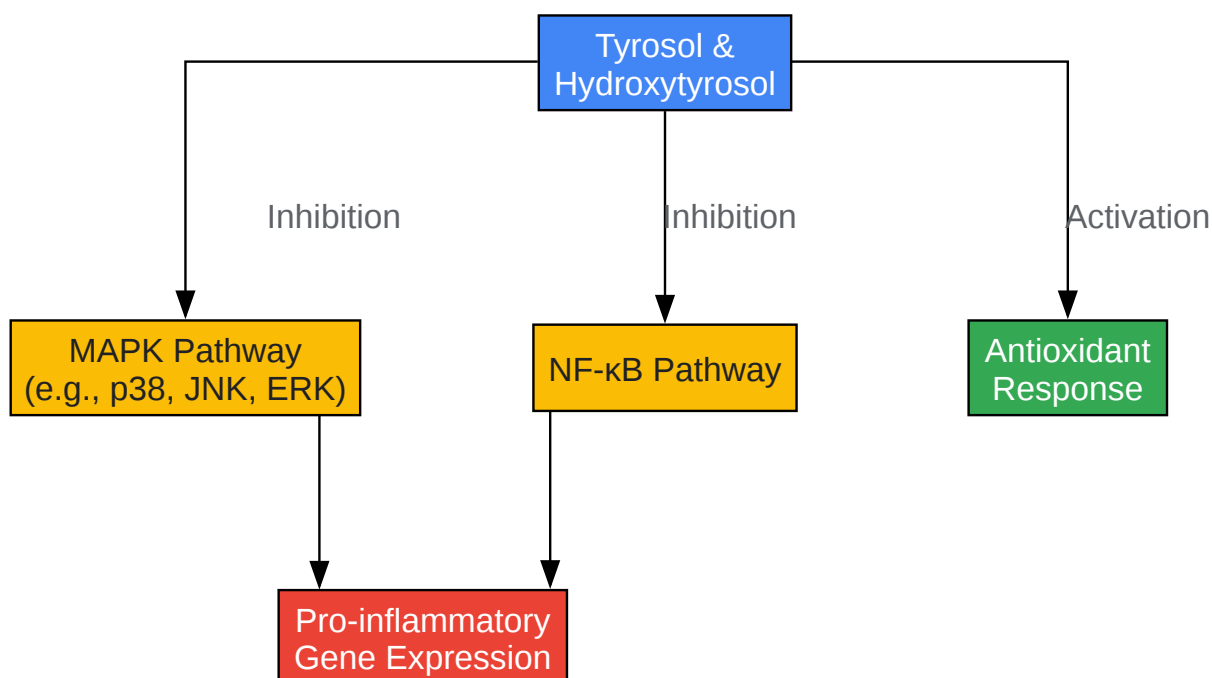 Tyrosol &
Hydroxytyrosol
Inhibition
Inhibition
Activation
MAPK Pathway
(e.g., p38, JNK, ERK)
NF-κB Pathway
Antioxidant
Response
Pro-inflammatory
Gene Expression